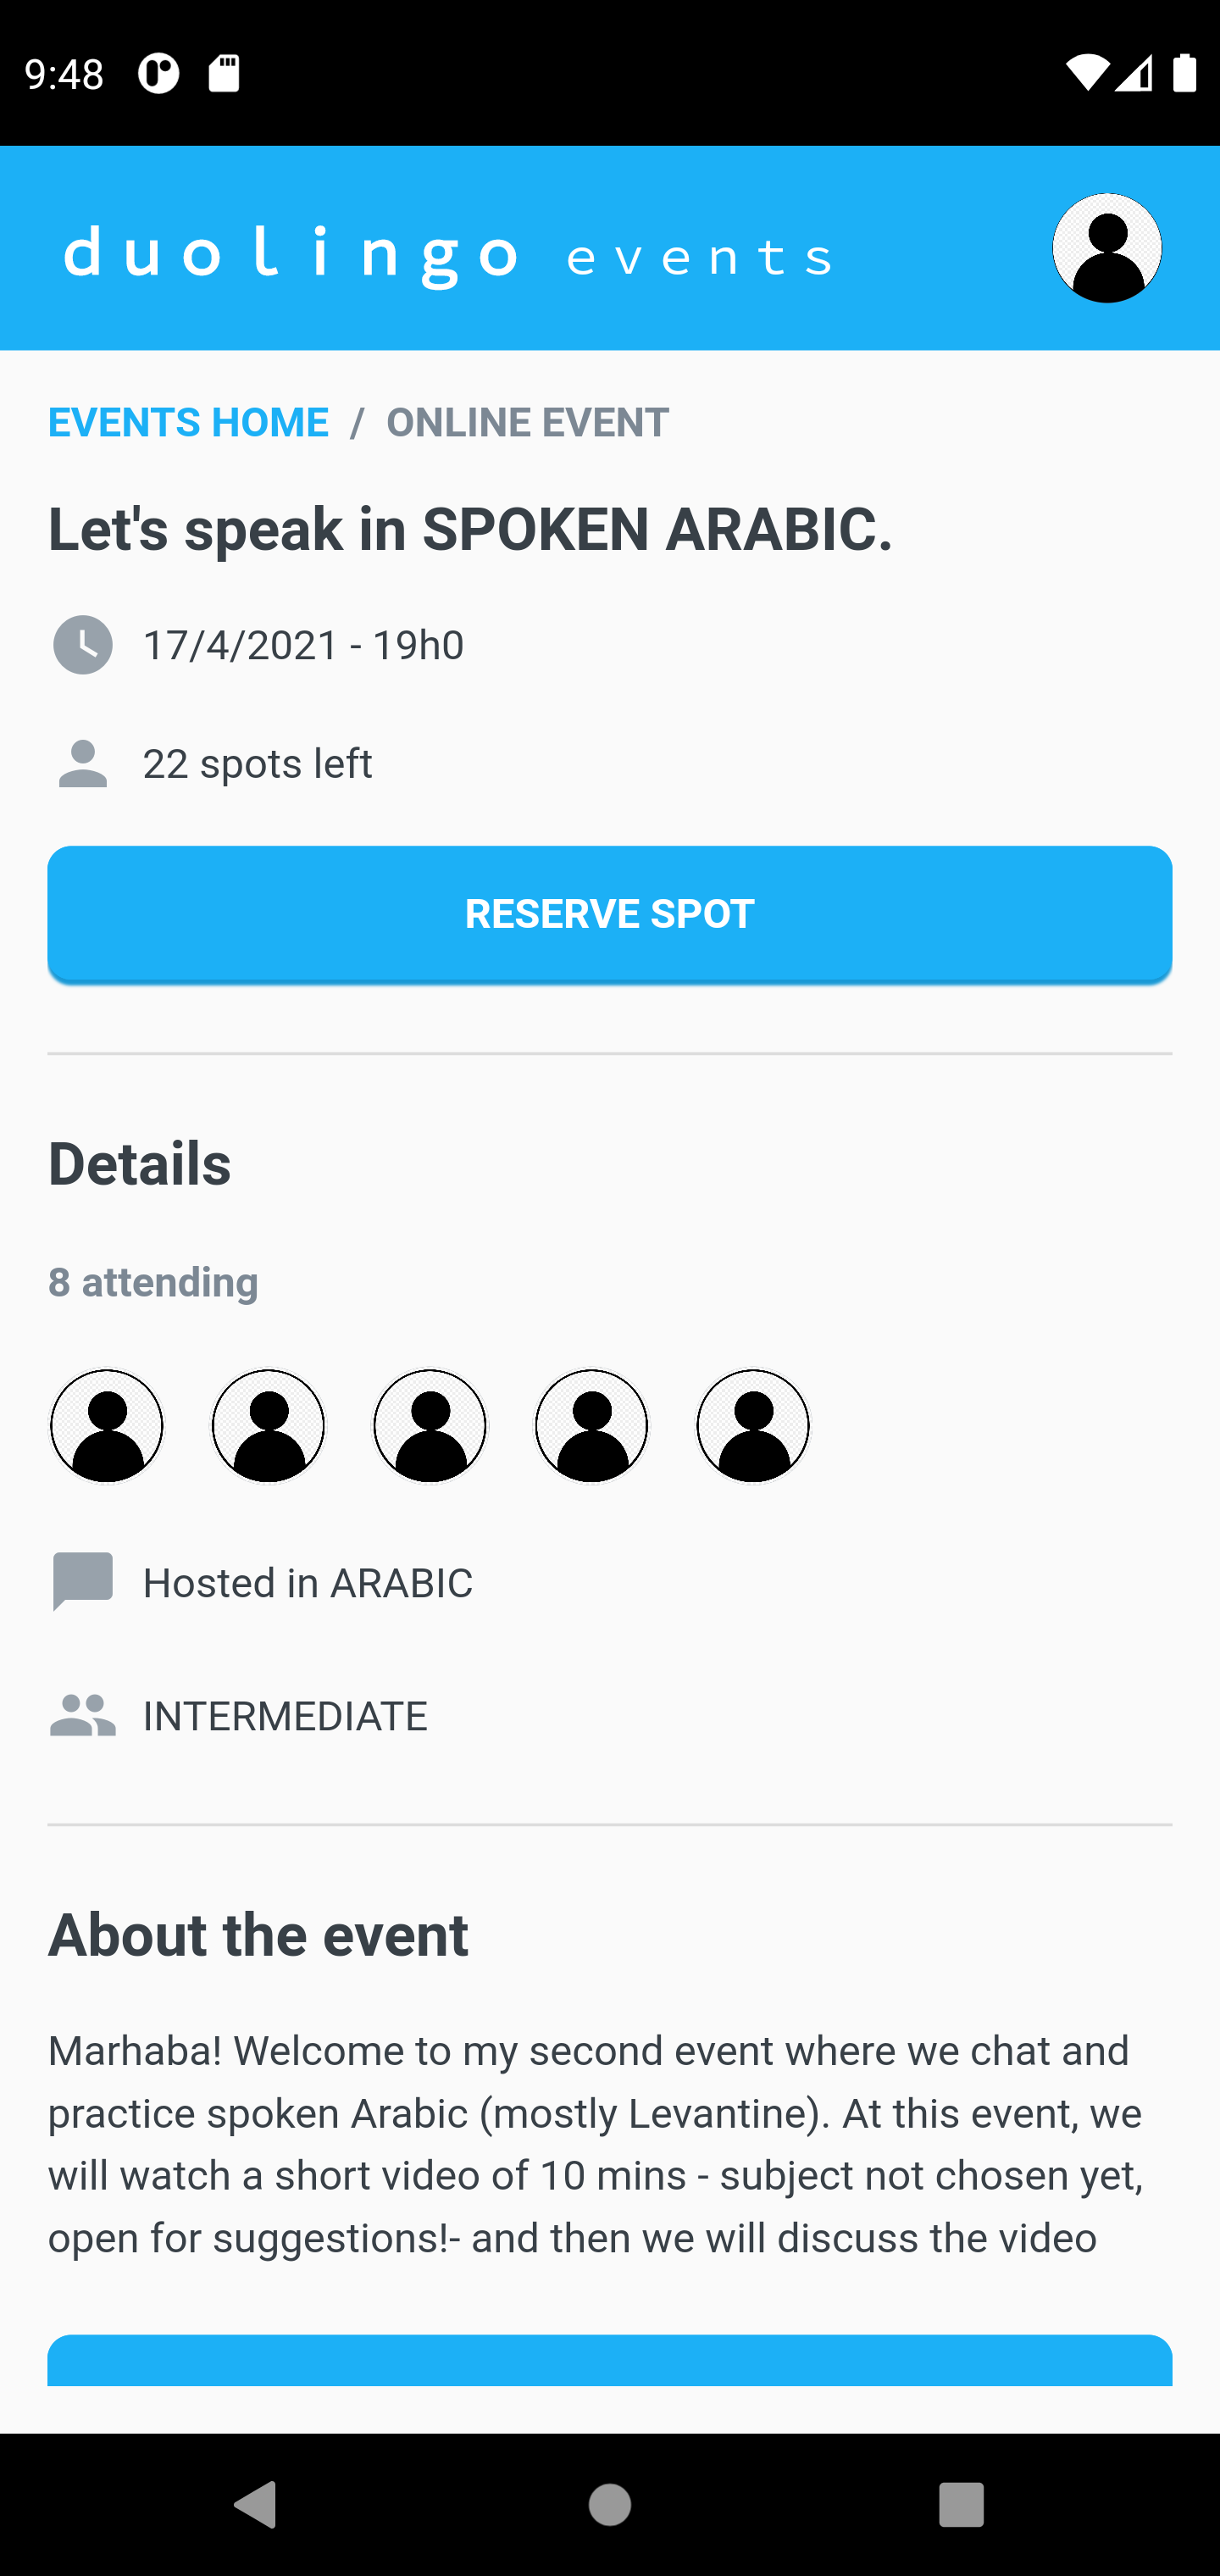 9:48
duolingo events
EVENTS HOME / ONLINE EVENT
Let's speak in SPOKEN ARABIC.
17/4/2021 - 19h0
22 spots left
RESERVE SPOT
Details
8 attending
Hosted in ARABIC
INTERMEDIATE
About the event
Marhaba! Welcome to my second event where we chat and
practice spoken Arabic (mostly Levantine). At this event, we
will watch a short video of 10 mins - subject not chosen yet,
open for suggestions!- and then we will discuss the video